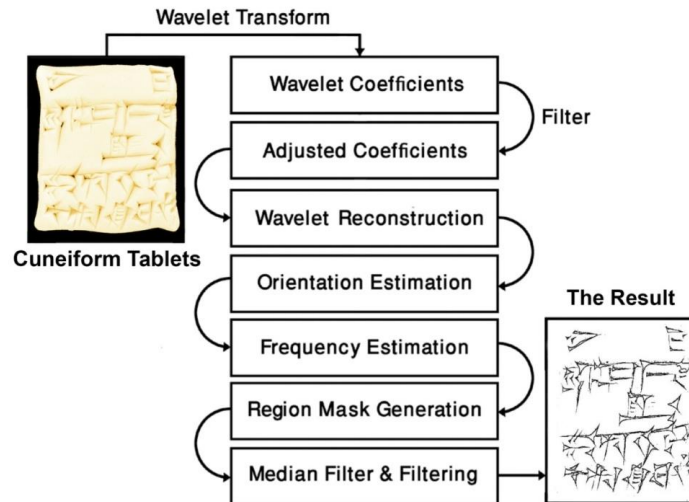 Wavelet Transform
Wavelet Coefficients
Filter
Adjusted Coefficients
Wavelet Reconstruction
Cuneiform Tablets
Orientation Estimation
The Result
Frequency Estimation
Region Mask Generation
Median Filter & Filtering